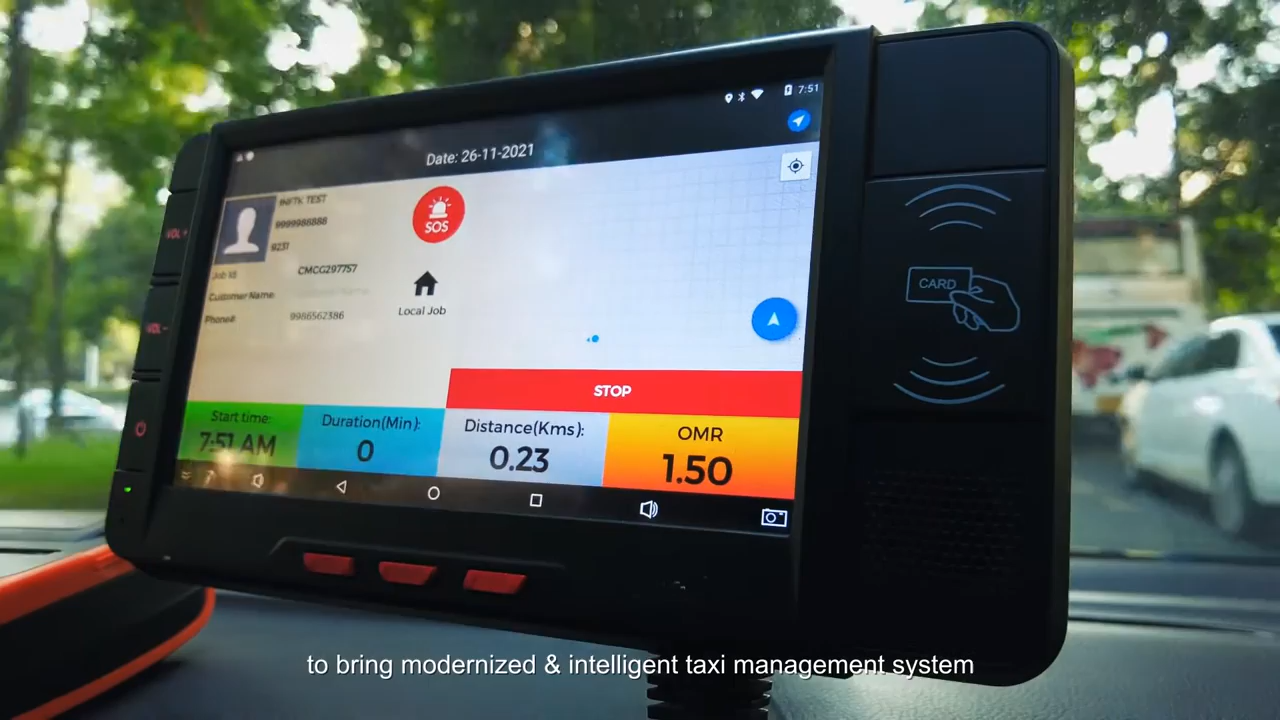 7:51
Date: 26-11-2021
INFTK TEST
9999988888
9231
SOS
Job Id
CMCG297757
Customer Name
Phone#
9986562386
Local Job
STOP
Start time:
7:51 AM
Duration(Min):
0
Distance(Kms):
0.23
OMR
1.50
VOL+
VOL-
CARD
to bring modernized & intelligent taxi management system